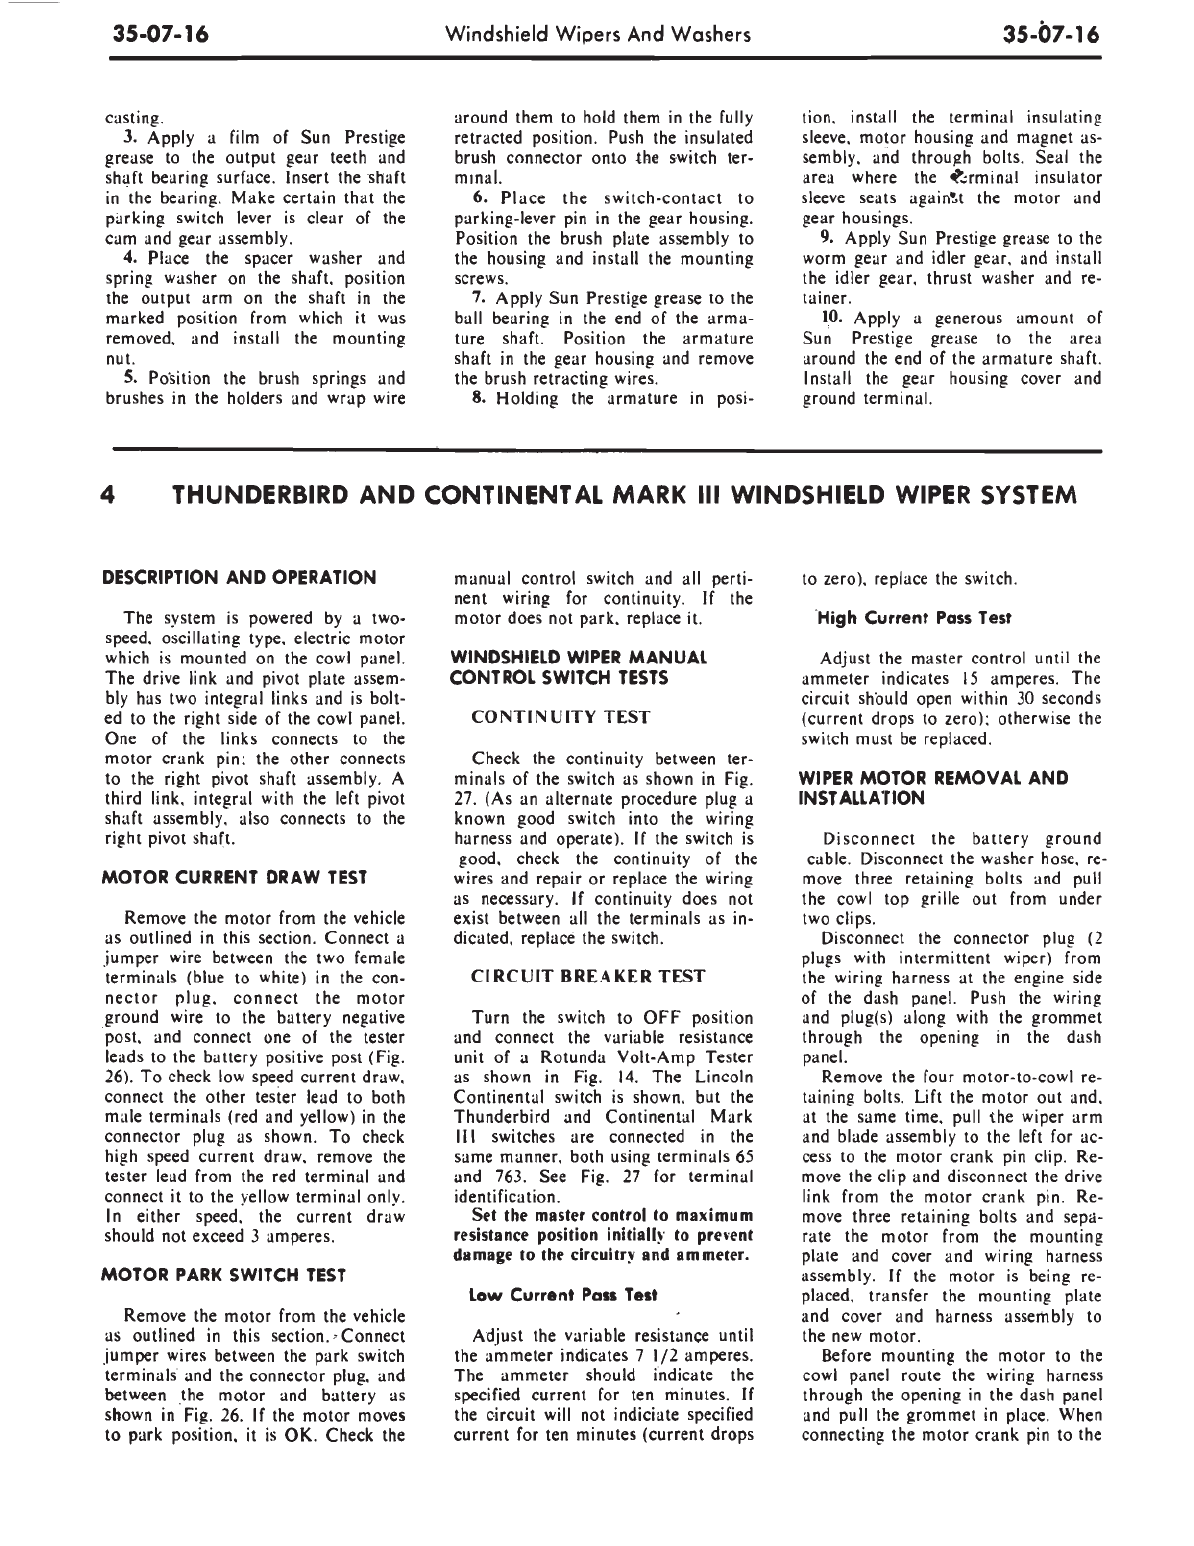 35-07-16 Windshield Wipers And Washers 35-07-16
casting.
3. Apply a film of Sun Prestige
grease to the output gear teeth and
shaft bearing surface. Insert the shaft
in the bearing. Make certain that the
parking switch lever is clear of the
cam and gear assembly.
4. Place the spacer washer and
spring washer on the shaft, position
the output arm on the shaft in the
marked position from which it was
removed, and install the mounting
nut.
5. Position the brush springs and
brushes in the holders and wrap wire
around them to hold them in the fully
retracted position. Push the insulated
brush connector onto the switch ter-
minal.
6. Place the switch-contact to
parking-lever pin in the gear housing.
Position the brush plate assembly to
the housing and install the mounting
screws.
7. Apply Sun Prestige grease to the
ball bearing in the end of the arma-
ture shaft. Position the armature
shaft in the gear housing and remove
the brush retracting wires.
8. Holding the armature in posi-
tion, install the terminal insulating
sleeve, motor housing and magnet as-
sembly, and through bolts. Seal the
area where the terminal insulator
sleeve seats against the motor and
gear housings.
9. Apply Sun Prestige grease to the
worm gear and idler gear, and install
the idler gear, thrust washer and re-
tainer.
10. Apply a generous amount of
Sun Prestige grease to the area
around the end of the armature shaft.
Install the gear housing cover and
ground terminal.
4 THUNDERBIRD AND CONTINENTAL MARK III WINDSHIELD WIPER SYSTEM
DESCRIPTION AND OPERATION
The system is powered by a two-
speed, oscillating type, electric motor
which is mounted on the cowl panel.
The drive link and pivot plate assem-
bly has two integral links and is bolt-
ed to the right side of the cowl panel.
One of the links connects to the
motor crank pin; the other connects
to the right pivot shaft assembly. A
third link, integral with the left pivot
shaft assembly, also connects to the
right pivot shaft.
MOTOR CURRENT DRAW TEST
Remove the motor from the vehicle
as outlined in this section. Connect a
jumper wire between the two female
terminals (blue to white) in the con-
nector plug, connect the motor
ground wire to the battery negative
post, and connect one of the tester
leads to the battery positive post (Fig.
26). To check low speed current draw,
connect the other tester lead to both
male terminals (red and yellow) in the
connector plug as shown. To check
high speed current draw, remove the
tester lead from the red terminal and
connect it to the yellow terminal only.
In either speed, the current draw
should not exceed 3 amperes.
MOTOR PARK SWITCH TEST
Remove the motor from the vehicle
as outlined in this section. Connect
jumper wires between the park switch
terminals and the connector plug, and
between the motor and battery as
shown in Fig. 26. If the motor moves
to park position, it is OK. Check the
manual control switch and all perti-
nent wiring for continuity. If the
motor does not park, replace it.
WINDSHIELD WIPER MANUAL
CONTROL SWITCH TESTS
CONTINUITY TEST
Check the continuity between ter-
minals of the switch as shown in Fig.
27. (As an alternate procedure plug a
known good switch into the wiring
harness and operate). If the switch is
good, check the continuity of the
wires and repair or replace the wiring
as necessary. If continuity does not
exist between all the terminals as in-
dicated, replace the switch.
CIRCUIT BREAKER TEST
Turn the switch to OFF position
and connect the variable resistance
unit of a Rotunda Volt-Amp Tester
as shown in Fig. 14. The Lincoln
Continental switch is shown, but the
Thunderbird and Continental Mark
III switches are connected in the
same manner, both using terminals 65
and 763. See Fig. 27 for terminal
identification.
Set the master control to maximum
resistance position initially to prevent
damage to the circuitry and ammeter.
Low Current Pass Test
Adjust the variable resistance until
the ammeter indicates 7 1/2 amperes.
The ammeter should indicate the
specified current for ten minutes. If
the circuit will not indiciate specified
current for ten minutes (current drops
to zero), replace the switch.
High Current Pass Test
Adjust the master control until the
ammeter indicates 15 amperes. The
circuit should open within 30 seconds
(current drops to zero); otherwise the
switch must be replaced.
WIPER MOTOR REMOVAL AND
INSTALLATION
Disconnect the battery ground
cable. Disconnect the washer hose, re-
move three retaining bolts and pull
the cowl top grille out from under
two clips.
Disconnect the connector plug (2
plugs with intermittent wiper) from
the wiring harness at the engine side
of the dash panel. Push the wiring
and plug(s) along with the grommet
through the opening in the dash
panel.
Remove the four motor-to-cowl re-
taining bolts. Lift the motor out and,
at the same time, pull the wiper arm
and blade assembly to the left for ac-
cess to the motor crank pin clip. Re-
move the clip and disconnect the drive
link from the motor crank pin. Re-
move three retaining bolts and sepa-
rate the motor from the mounting
plate and cover and wiring harness
assembly. If the motor is being re-
placed, transfer the mounting plate
and cover and harness assembly to
the new motor.
Before mounting the motor to the
cowl panel route the wiring harness
through the opening in the dash panel
and pull the grommet in place. When
connecting the motor crank pin to the